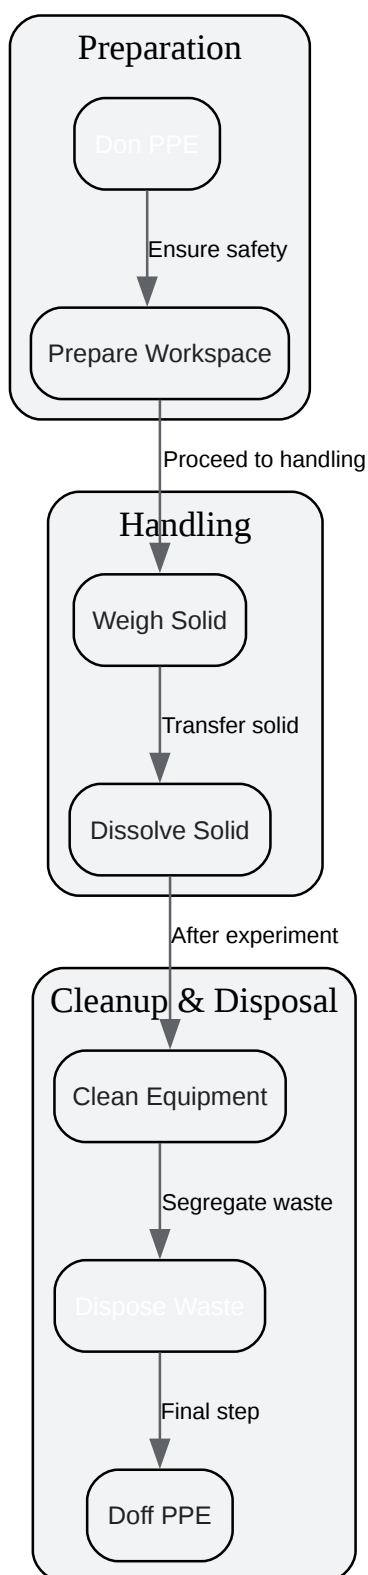 Preparation
Don PPE
Ensure safety
Prepare Workspace
Proceed to handling
Handling
Weigh Solid
Transfer solid
Dissolve Solid
After experiment
Cleanup & Disposal
Clean Equipment
Segregate waste
Dispose Waste
Final step
Doff PPE